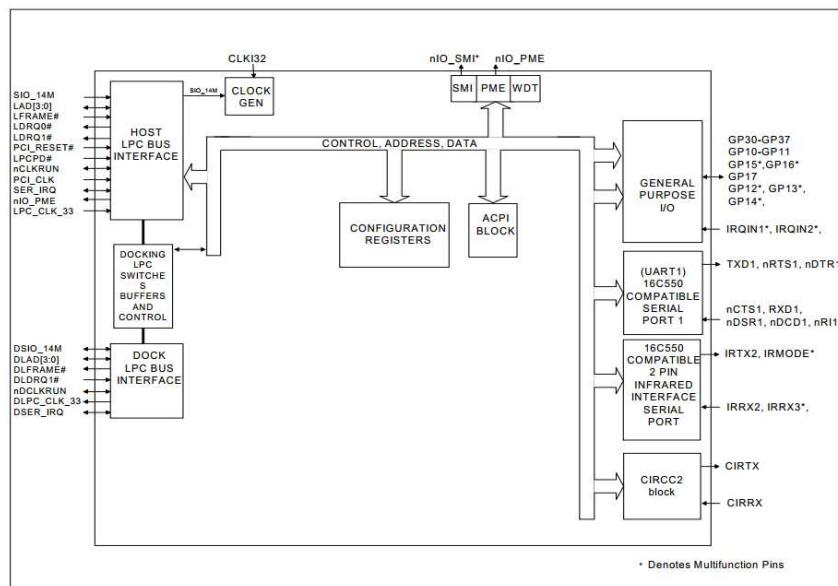 CLKI32
nIO_SMI*
nIO_PME
SMI
PME
WDT
SIO_14M
LAD[3:0]
LFRAME#
LDRQ0#
LDRQ1#
PCI_RESET#
LPCPD#
nCLKRUN
PCI_CLK
SER_IRQ
nIO_PME
LPC_CLK_33
HOST
LPC BUS
INTERFACE
SIO_14M
CLOCK
GEN
CONTROL, ADDRESS, DATA
CONFIGURATION
REGISTERS
ACPI
BLOCK
GENERAL
PURPOSE
I/O
GP30-GP37
GP10-GP11
GP15*,GP16*
GP17
GP12*, GP13*,
GP14*,
IRQIN1*, IRQIN2*,
DOCKING
LPC
SWITCHE
S
BUFFERS
AND
CONTROL
(UART1)
16C550
COMPATIBLE
SERIAL
PORT 1
TXD1, nRTS1, nDTR1
nCTS1, RXD1,
nDSR1, nDCD1, nRI1
DSIO_14M
DLAD[3:0]
DLFRAME#
DLDRQ1#
nDCLKRUN
DLPC_CLK_33
DSER_IRQ
DOCK
LPC BUS
INTERFACE
16C550
COMPATIBLE
2 PIN
INFRARED
INTERFACE
SERIAL
PORT
IRTX2, IRMODE*
IRRX2, IRRX3*,
CIRCC2
block
CIRTX
CIRRX
* Denotes Multifunction Pins